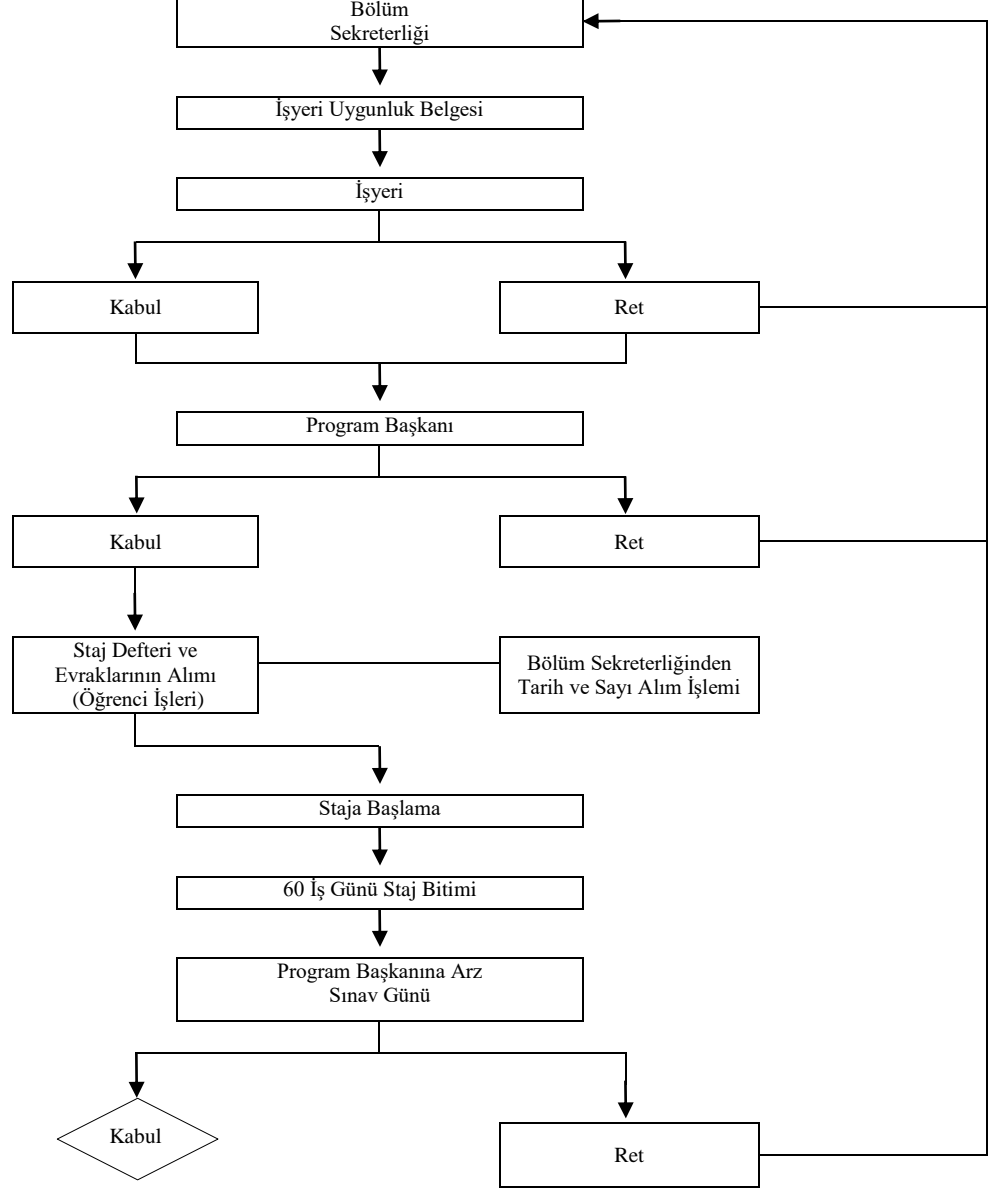 Bölüm
Sekreterliği
İşyeri Uygunluk Belgesi
İşyeri
Kabul
Ret
Program Başkanı
Kabul
Ret
Staj Defteri ve
Evraklarının Alımı
(Öğrenci İşleri)
Bölüm Sekreterliğinden
Tarih ve Sayı Alım İşlemi
Staja Başlama
60 İş Günü Staj Bitimi
Program Başkanına Arz
Sınav Günü
Kabul
Ret